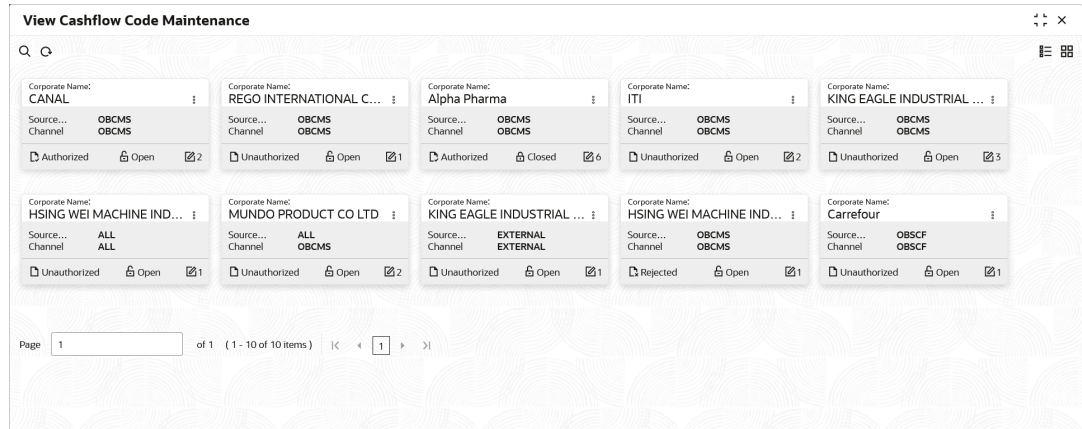 View Cashflow Code Maintenance
Corporate Name:
CANAL
Source... OBCMS
Channel OBCMS
Authorized Open 2
Corporate Name:
REGO INTERNATIONAL C...
Source... OBCMS
Channel OBCMS
Unauthorized Open 1
Corporate Name:
Alpha Pharma
Source... OBCMS
Channel OBCMS
Authorized Closed 6
Corporate Name:
ITI
Source... OBCMS
Channel OBCMS
Unauthorized Open 2
Corporate Name:
KING EAGLE INDUSTRIAL ...
Source... OBCMS
Channel OBCMS
Unauthorized Open 3
Corporate Name:
HSING WEI MACHINE IND...
Source... ALL
Channel ALL
Unauthorized Open 1
Corporate Name:
MUNDO PRODUCT CO LTD
Source... ALL
Channel OBCMS
Unauthorized Open 2
Corporate Name:
KING EAGLE INDUSTRIAL ...
Source... EXTERNAL
Channel EXTERNAL
Unauthorized Open 1
Corporate Name:
HSING WEI MACHINE IND...
Source... OBCMS
Channel OBCMS
Rejected Open 1
Corporate Name:
Carrefour
Source... OBSCF
Channel OBSCF
Unauthorized Open 1
Page 1 of 1 ( 1 - 10 of 10 items ) 1